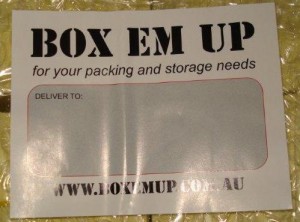 BOX EM UP
for your packing and storage needs
DELIVER TO:
WWW.BOXEMUP.COM.AU